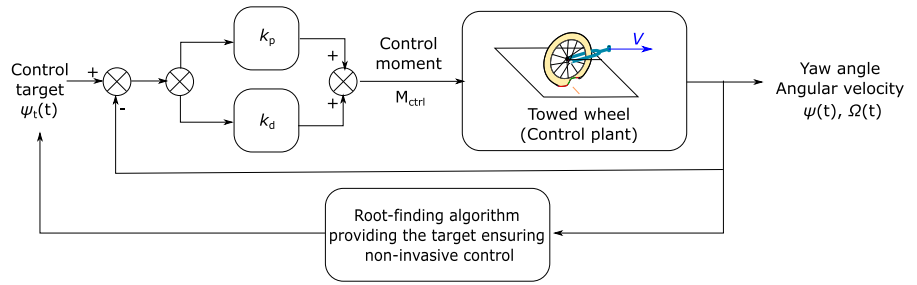 Control
target
ψt(t)
+
-
kp
kd
+
+
Control
moment
Mctrl
V
Towed wheel
(Control plant)
Yaw angle
Angular velocity
ψ(t), Ω(t)
Root-finding algorithm
providing the target ensuring
non-invasive control